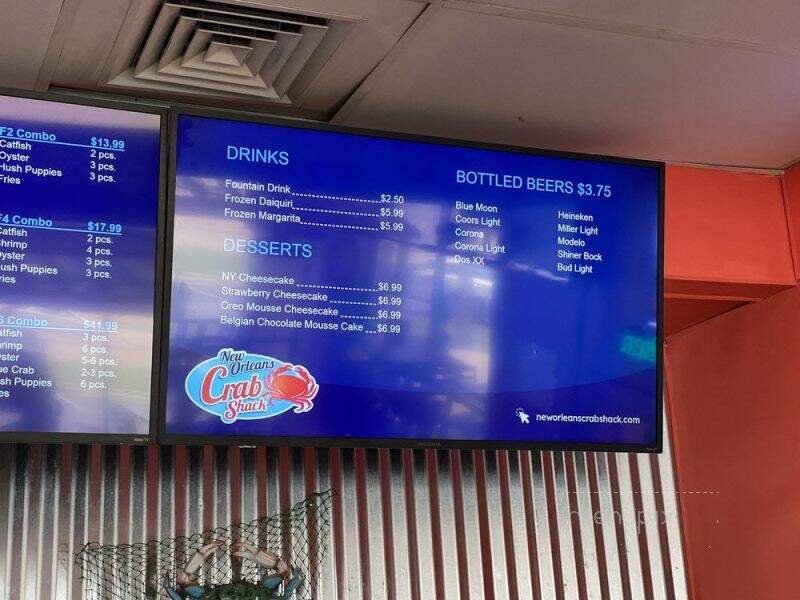 F2 Combo $13.99
Catfish 2 pcs.
Oyster 3 pcs.
Hush Puppies 3 pcs.
Fries
F4 Combo $17.99
Catfish 2 pcs.
Shrimp 4 pcs.
Oyster 3 pcs.
Hush Puppies 3 pcs.
Fries
Combo $41.99
Catfish 3 pcs.
Shrimp 6 pcs.
Oyster 5-6 pcs.
Blue Crab 2-3 pcs.
Hush Puppies 6 pcs.
Fries
DRINKS
Fountain Drink $2.50
Frozen Daiquiri $5.99
Frozen Margarita $5.99
DESSERTS
NY Cheesecake $6.99
Strawberry Cheesecake $6.99
Oreo Mousse Cheesecake $6.99
Belgian Chocolate Mousse Cake $6.99
BOTTLED BEERS $3.75
Blue Moon
Coors Light
Corona
Corona Light
Dos XX
Heineken
Miller Light
Modelo
Shiner Bock
Bud Light
New
Orleans
Crab
Shack
neworleanscrabshack.com
INSIGNIA